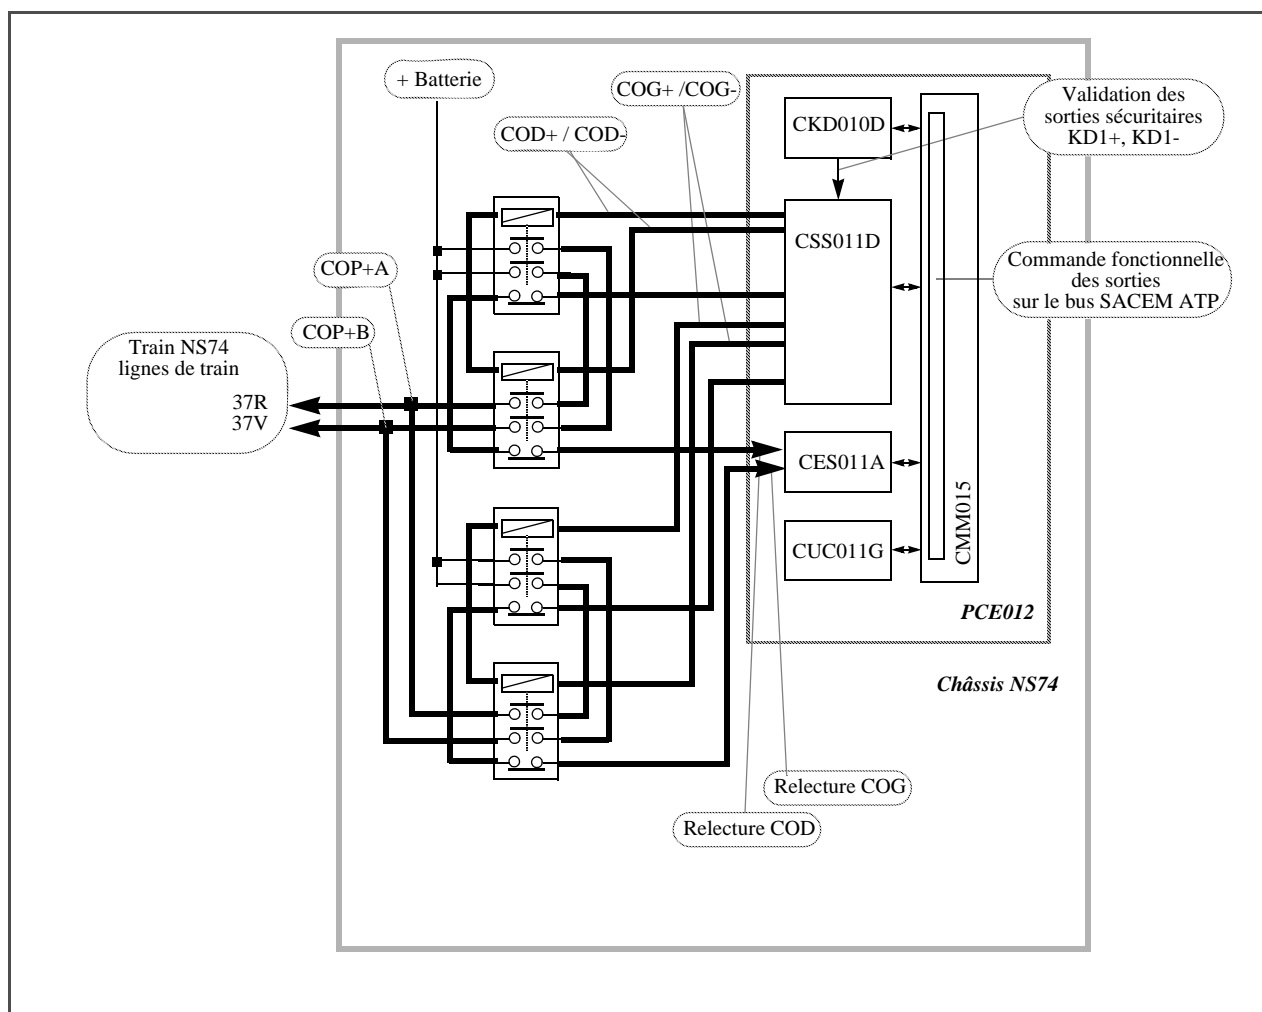 + Batterie
COG+ /COG-
COD+ / COD-
CKD010D
Validation des
sorties sécuritaires
KD1+, KD1-
CSS011D
COP+A
COP+B
Commande fonctionnelle
des sorties
sur le bus SACEM ATP
Train NS74
lignes de train
37R
37V
CES011A
CUC011G
CMM015
PCE012
Châssis NS74
Relecture COG
Relecture COD